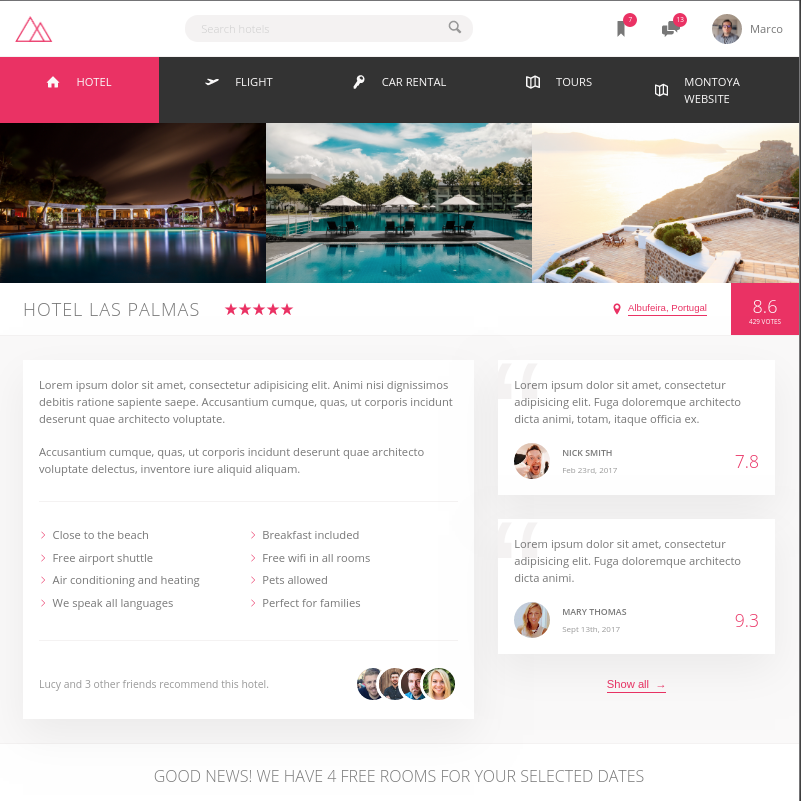 Search hotels
7
13
Marco
HOTEL
FLIGHT
CAR RENTAL
TOURS
MONTOYA
WEBSITE
HOTEL LAS PALMAS
Albufeira, Portugal
8.6
429 VOTES
Lorem ipsum dolor sit amet, consectetur adipisicing elit. Animi nisi dignissimos
debitis ratione sapiente saepe. Accusantium cumque, quas, ut corporis incidunt
deserunt quae architecto voluptate.
Accusantium cumque, quas, ut corporis incidunt deserunt quae architecto
voluptate delectus, inventore iure aliquid aliquam.
Close to the beach
Free airport shuttle
Air conditioning and heating
We speak all languages
Breakfast included
Free wifi in all rooms
Pets allowed
Perfect for families
Lucy and 3 other friends recommend this hotel.
“
Lorem ipsum dolor sit amet, consectetur
adipisicing elit. Fuga doloremque architecto
dicta animi, totam, itaque officia ex.
NICK SMITH
Feb 23rd, 2017
7.8
“
Lorem ipsum dolor sit amet, consectetur
adipisicing elit. Fuga doloremque architecto
dicta animi.
MARY THOMAS
Sept 13th, 2017
9.3
Show all →
GOOD NEWS! WE HAVE 4 FREE ROOMS FOR YOUR SELECTED DATES